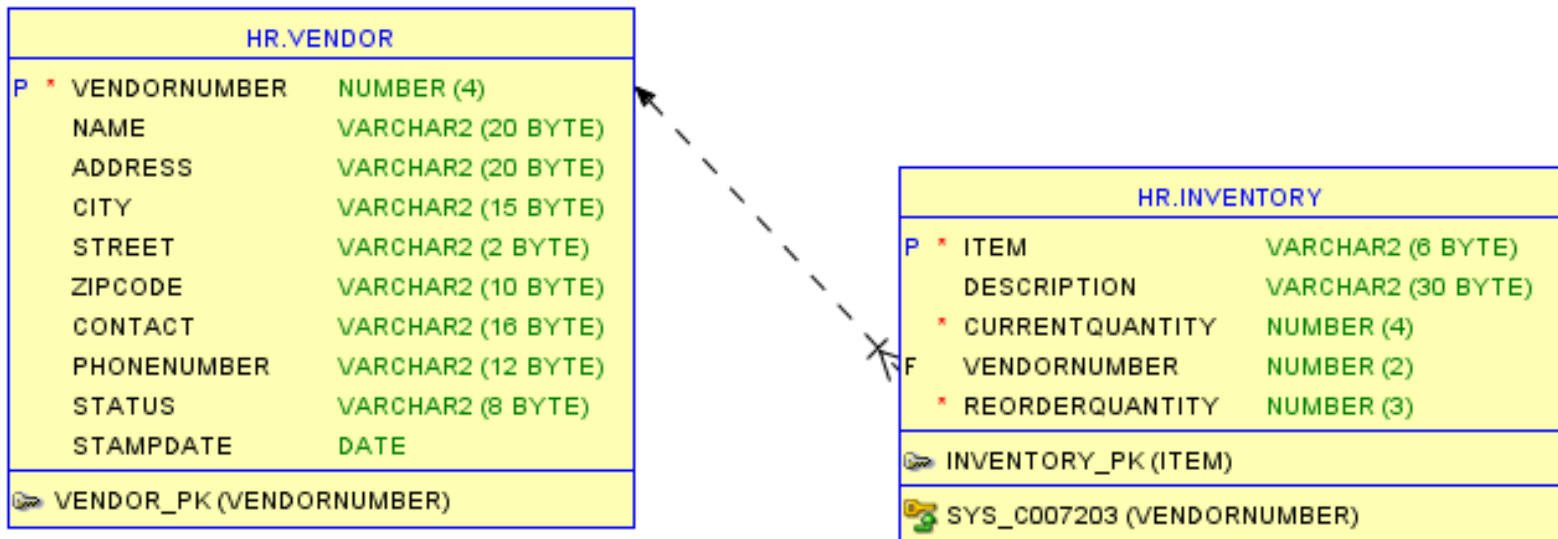 HR.VENDOR
P * VENDORNUMBER NUMBER (4)
NAME VARCHAR2 (20 BYTE)
ADDRESS VARCHAR2 (20 BYTE)
CITY VARCHAR2 (15 BYTE)
STREET VARCHAR2 (2 BYTE)
ZIPCODE VARCHAR2 (10 BYTE)
CONTACT VARCHAR2 (16 BYTE)
PHONENUMBER VARCHAR2 (12 BYTE)
STATUS VARCHAR2 (8 BYTE)
STAMPDATE DATE
VENDOR_PK (VENDORNUMBER)
HR.INVENTORY
P * ITEM VARCHAR2 (6 BYTE)
DESCRIPTION VARCHAR2 (30 BYTE)
* CURRENTQUANTITY NUMBER (4)
F VENDORNUMBER NUMBER (2)
* REORDERQUANTITY NUMBER (3)
INVENTORY_PK (ITEM)
SYS_C007203 (VENDORNUMBER)